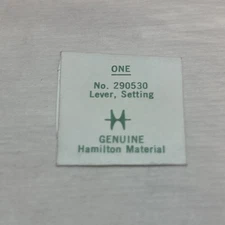 ONE
No. 290530
Lever, Setting
GENUINE
Hamilton Material